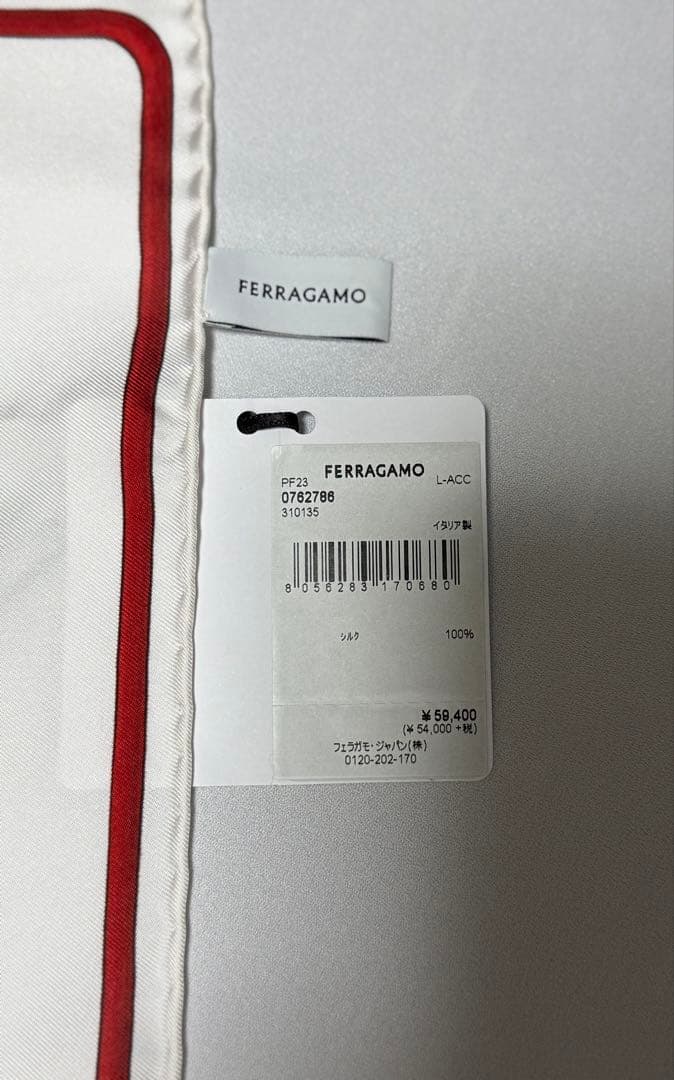 FERRAGAMO
FERRAGAMO
PF23 L-ACC
0762786
310135
イタリア製
8 056283 170680
シルク 100%
¥59,400
(¥54,000+税)
フェラガモ・ジャパン(株)
0120-202-170